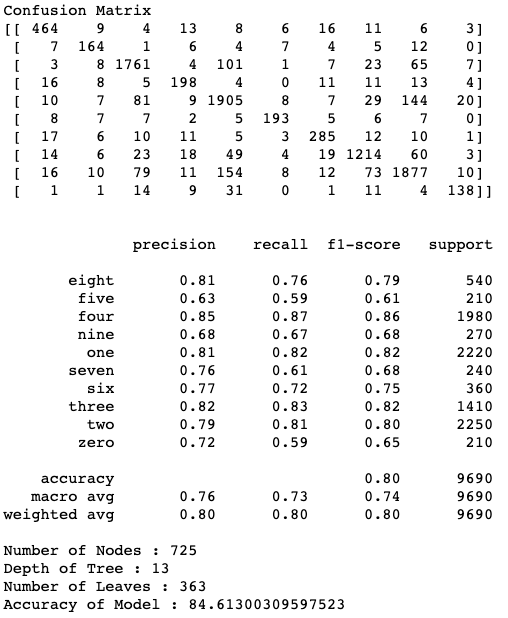 Confusion Matrix
[[ 464 9 4 13 8 6 16 11 6 3]
[ 7 164 1 6 4 7 4 5 12 0]
[ 3 8 1761 4 101 1 7 23 65 7]
[ 16 8 5 198 4 0 11 11 13 4]
[ 10 7 81 9 1905 8 7 29 144 20]
[ 8 7 7 2 5 193 5 6 7 0]
[ 17 6 10 11 5 3 285 12 10 1]
[ 14 6 23 18 49 4 19 1214 60 3]
[ 16 10 79 11 154 8 12 73 1877 10]
[ 1 1 14 9 31 0 1 11 4 138]]
precision recall f1-score support
eight 0.81 0.76 0.79 540
five 0.63 0.59 0.61 210
four 0.85 0.87 0.86 1980
nine 0.68 0.67 0.68 270
one 0.81 0.82 0.82 2220
seven 0.76 0.61 0.68 240
six 0.77 0.72 0.75 360
three 0.82 0.83 0.82 1410
two 0.79 0.81 0.80 2250
zero 0.72 0.59 0.65 210
accuracy 0.80 9690
macro avg 0.76 0.73 0.74 9690
weighted avg 0.80 0.80 0.80 9690
Number of Nodes : 725
Depth of Tree : 13
Number of Leaves : 363
Accuracy of Model : 84.61300309597523